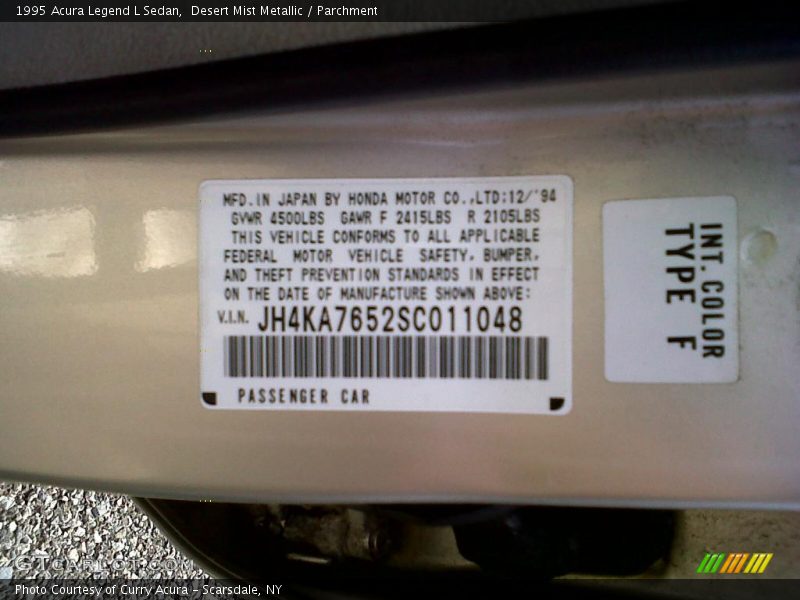 1995 Acura Legend L Sedan,  Desert Mist Metallic / Parchment
MFD.IN JAPAN BY HONDA MOTOR CO.,LTD:12/'94
GVWR 4500LBS GAWR F 2415LBS R 2105LBS
THIS VEHICLE CONFORMS TO ALL APPLICABLE
FEDERAL MOTOR VEHICLE SAFETY, BUMPER,
AND THEFT PREVENTION STANDARDS IN EFFECT
ON THE DATE OF MANUFACTURE SHOWN ABOVE:
V.I.N. JH4KA7652SC011048
PASSENGER CAR
INT. COLOR
TYPE F
GTCARLOT.COM
Photo Courtesy of Curry Acura - Scarsdale, NY